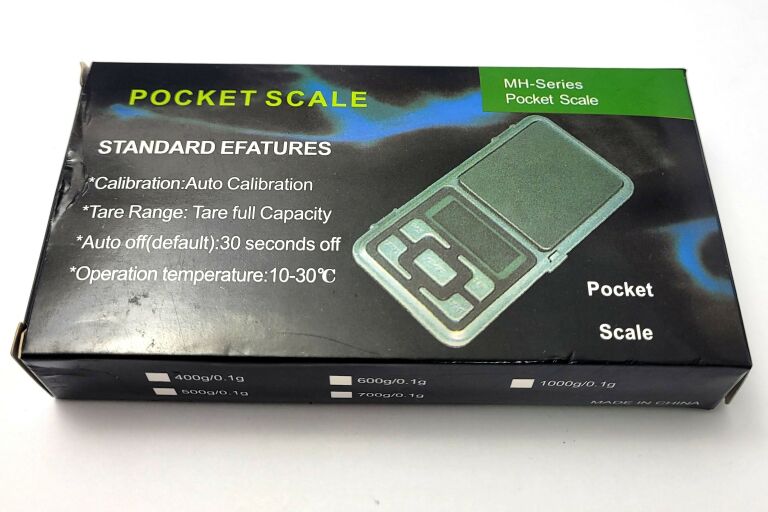 POCKET SCALE
MH-Series
Pocket Scale
STANDARD EFATURES
*Calibration:Auto Calibration
*Tare Range: Tare full Capacity
*Auto off(default):30 seconds off
*Operation temperature:10-30℃
Pocket
Scale
400g/0.1g
600g/0.1g
1000g/0.1g
500g/0.1g
700g/0.1g
MADE IN CHINA